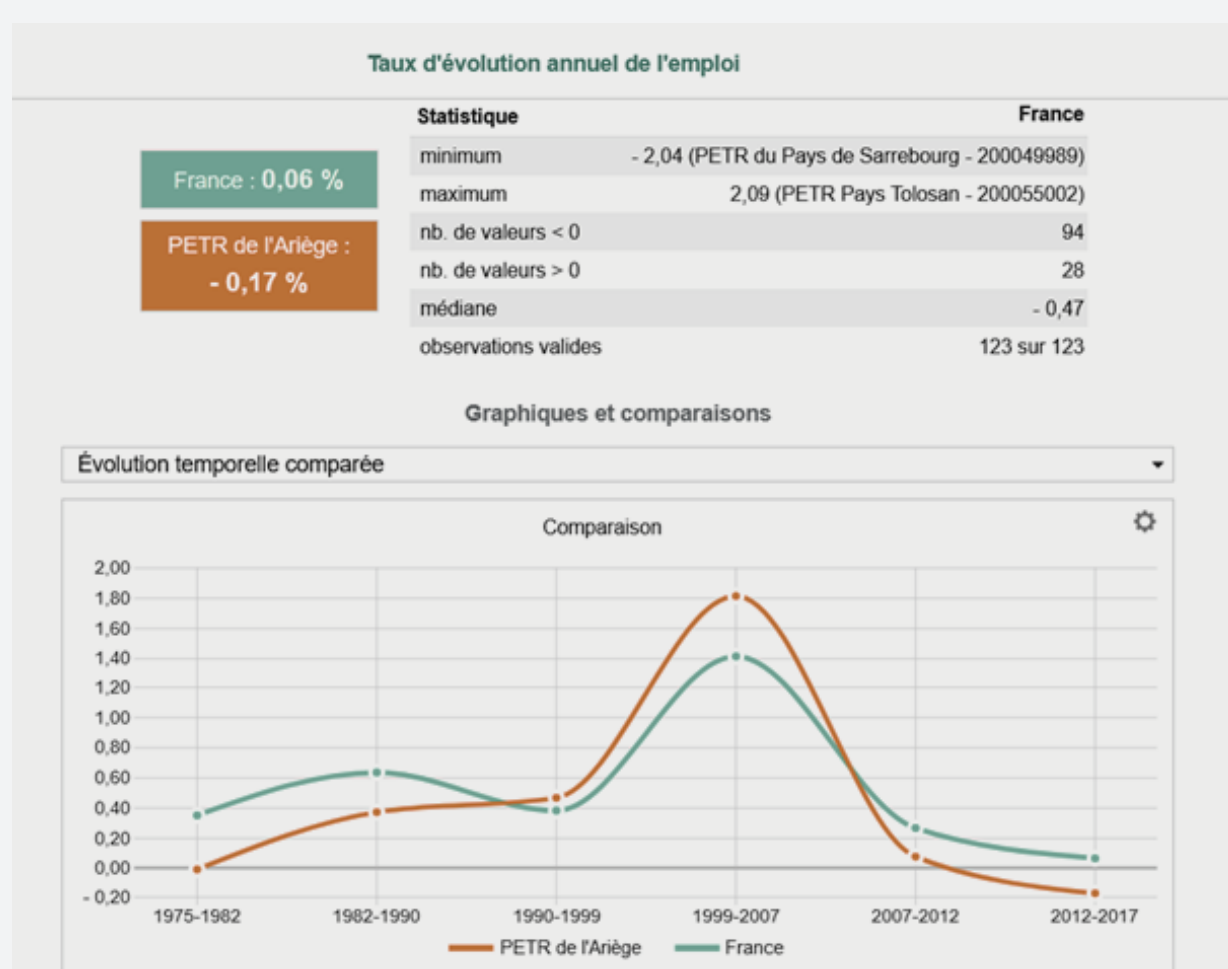 Taux d'évolution annuel de l'emploi
Statistique France
minimum - 2,04 (PETR du Pays de Sarrebourg - 200049989)
France : 0,06 %
maximum 2,09 (PETR Pays Tolosan - 200055002)
PETR de l'Ariège :
- 0,17 %
nb. de valeurs < 0 94
nb. de valeurs > 0 28
médiane - 0,47
observations valides 123 sur 123
Graphiques et comparaisons
Évolution temporelle comparée
Comparaison
2,00
1,80
1,60
1,40
1,20
1,00
0,80
0,60
0,40
0,20
0,00
- 0,20
1975-1982 1982-1990 1990-1999 1999-2007 2007-2012 2012-2017
PETR de l'Ariège France